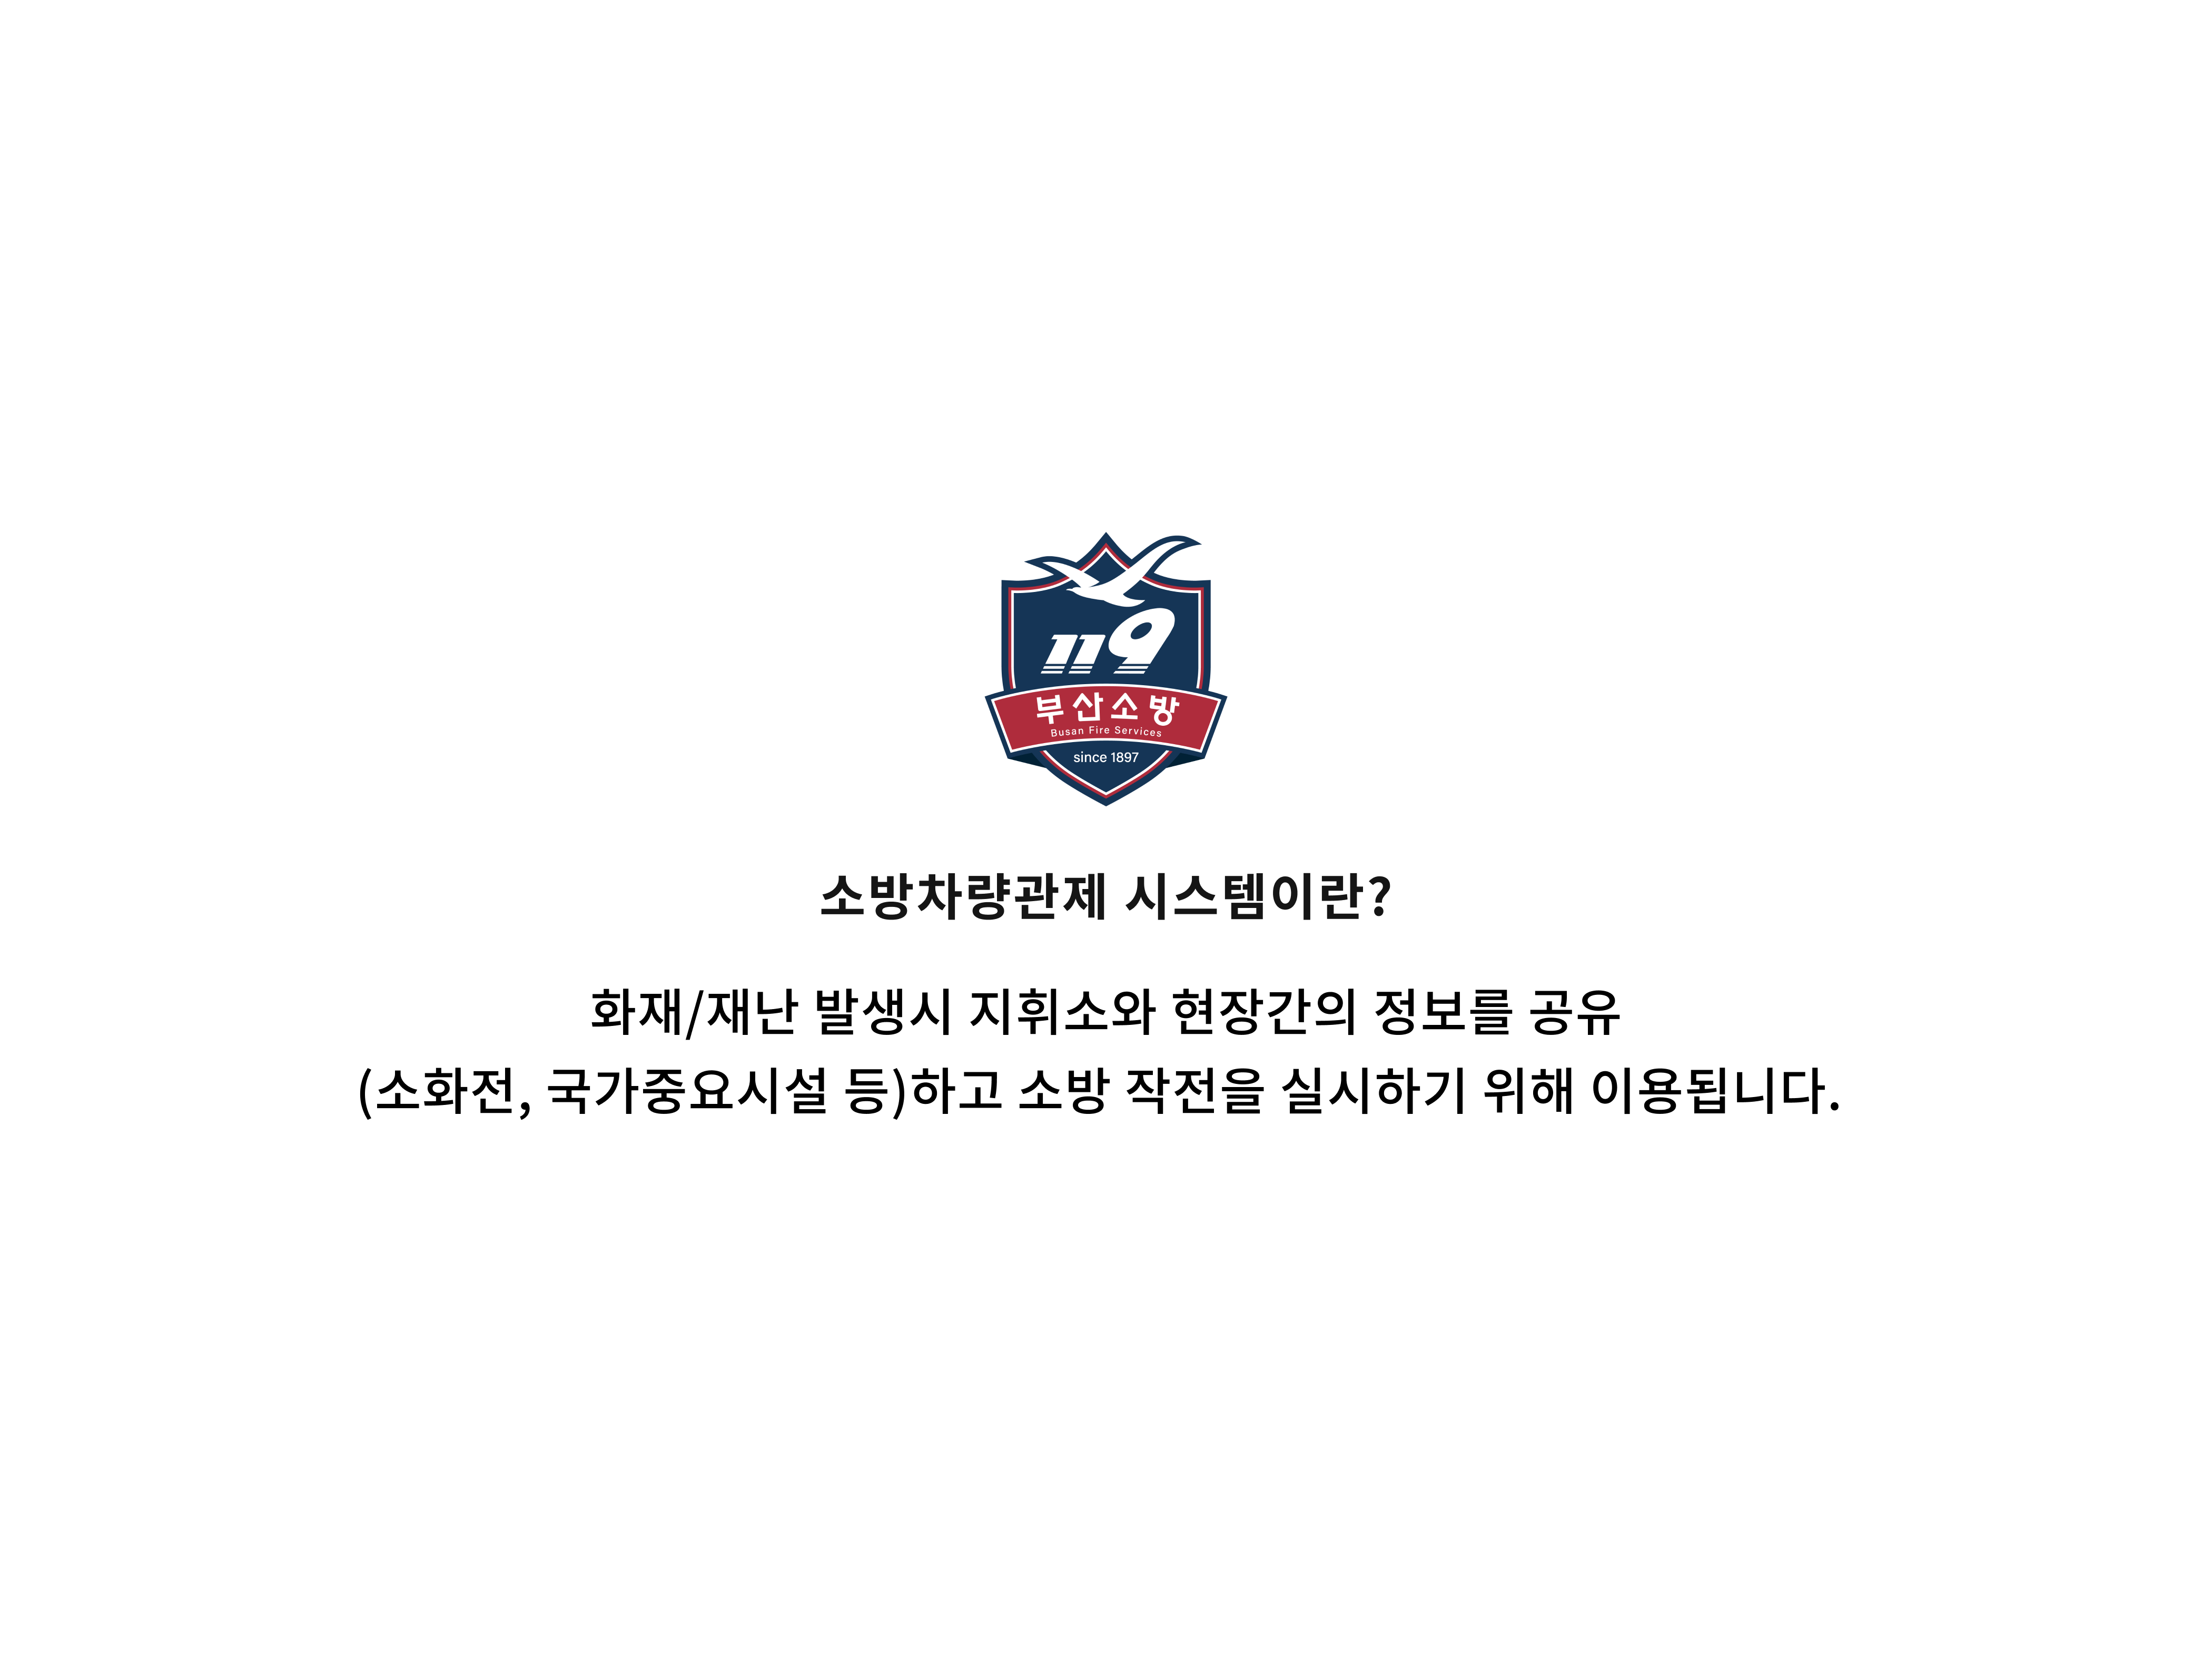 119
부산소방
Busan Fire Services
since 1897
소방차량관제 시스템이란?
화재/재난 발생시 지휘소와 현장간의 정보를 공유
(소화전, 국가중요시설 등)하고 소방 작전을 실시하기 위해 이용됩니다.